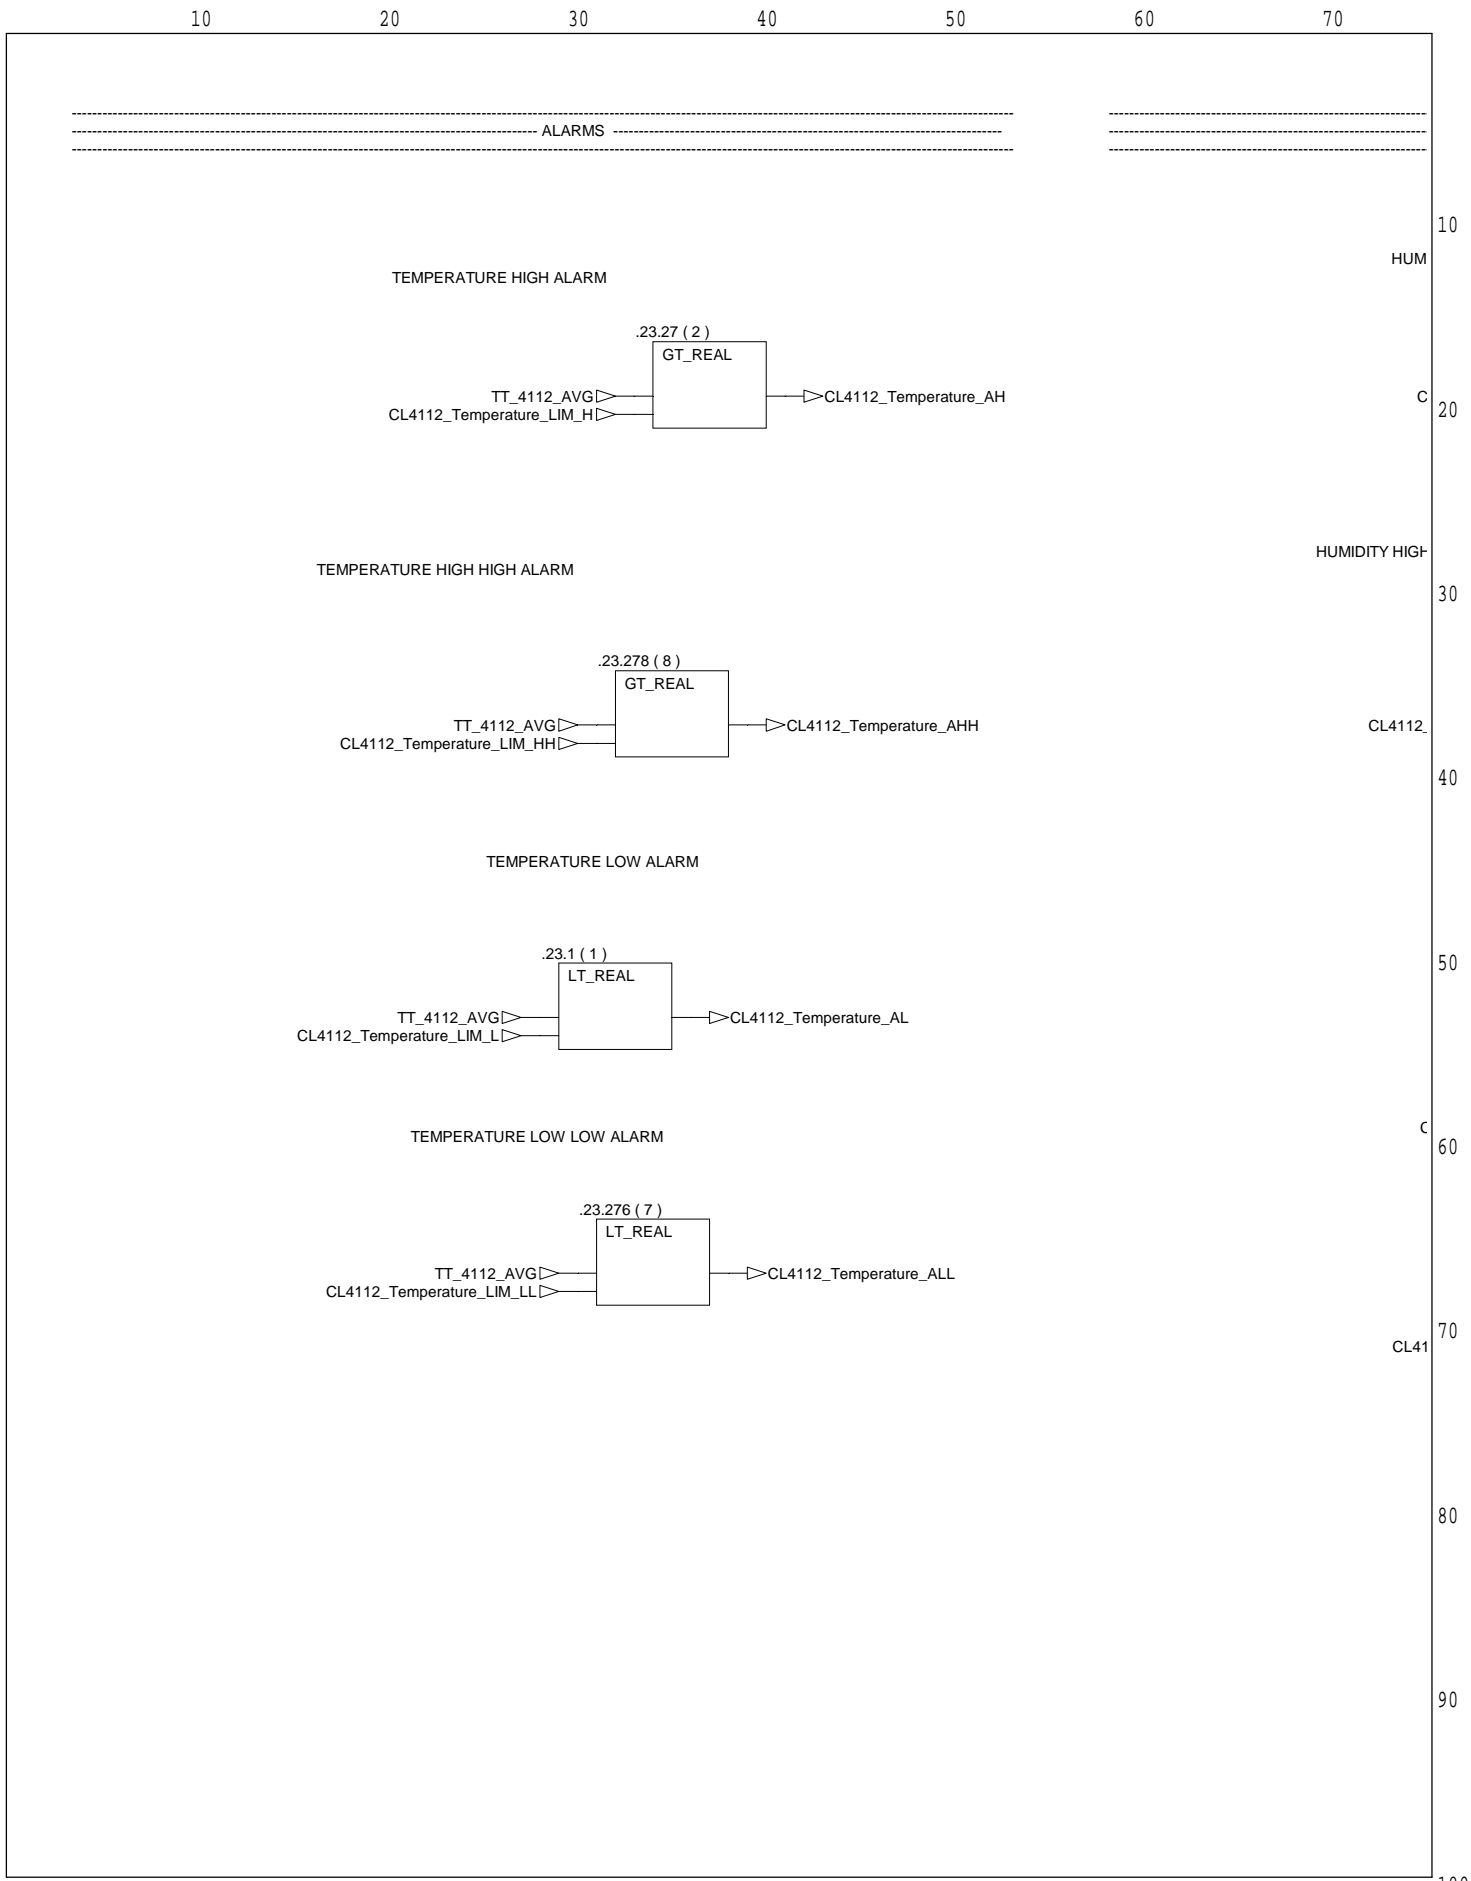 10 20 30 40 50 60 70
ALARMS
10
HUM
TEMPERATURE HIGH ALARM
.23.27 ( 2 )
GT_REAL
TT_4112_AVG CL4112_Temperature_AH C
CL4112_Temperature_LIM_H 20
HUMIDITY HIGH
TEMPERATURE HIGH HIGH ALARM
30
.23.278 ( 8 )
GT_REAL
TT_4112_AVG CL4112_Temperature_AHH CL4112_
CL4112_Temperature_LIM_HH
40
TEMPERATURE LOW ALARM
.23.1 ( 1 )
50
LT_REAL
TT_4112_AVG CL4112_Temperature_AL
CL4112_Temperature_LIM_L
C
TEMPERATURE LOW LOW ALARM
60
.23.276 ( 7 )
LT_REAL
TT_4112_AVG CL4112_Temperature_ALL
CL4112_Temperature_LIM_LL
70
CL41
80
90